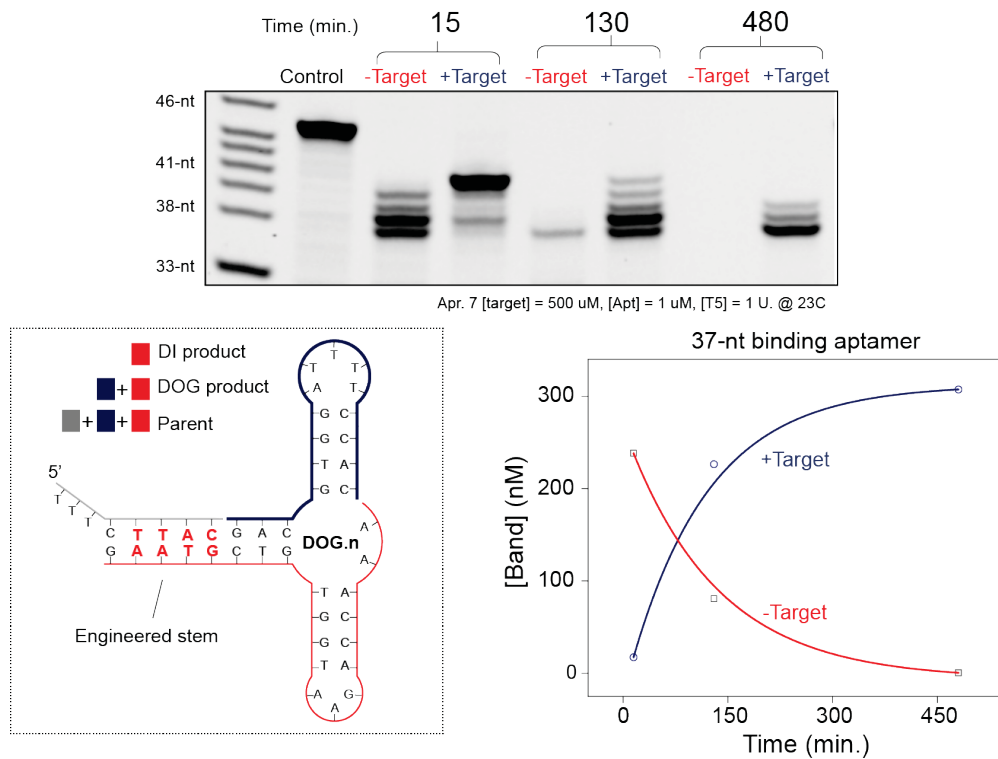 Time (min.) 15 130 480
Control -Target +Target -Target +Target -Target +Target
46-nt
41-nt
38-nt
33-nt
Apr. 7 [target] = 500 uM, [Apt] = 1 uM, [T5] = 1 U. @ 23C
DI product
+ DOG product
+ + Parent
5'
T T T
C T T A C G A C
G A A T G C T G
G T G G A T T T T T C C A C
DOG.n
A A
A C C A G A A T G G T
Engineered stem
37-nt binding aptamer
[Band] (nM)
300
200
100
0
+Target
-Target
0 150 300 450
Time (min.)